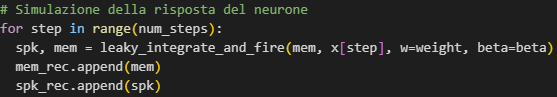 # Simulazione della risposta del neurone
for step in range(num_steps):
  spk, mem = leaky_integrate_and_fire(mem, x[step], w=weight, beta=beta)
  mem_rec.append(mem)
  spk_rec.append(spk)